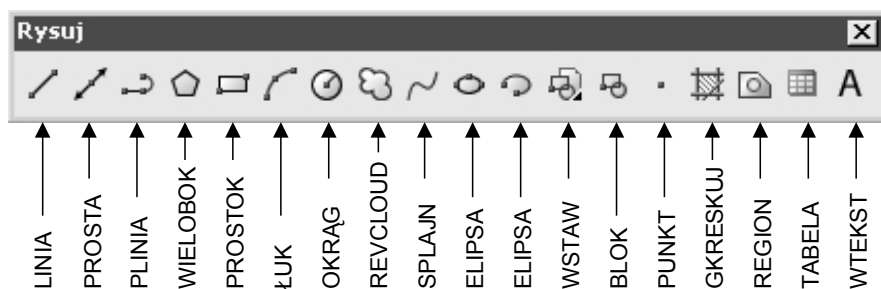 Rysuj
A
LINIA
PROSTA
PLINIA
WIELOBOK
PROSTOK
ŁUK
OKRĄG
REVCLOUD
SPLAJN
ELIPSA
ELIPSA
WSTAW
BLOK
PUNKT
GKRESKUJ
REGION
TABELA
WTEKST